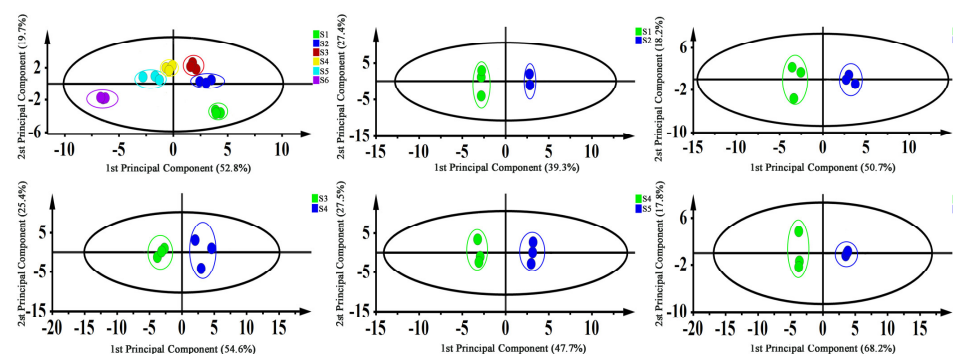 2st Principal Component (19.7%)
2
-2
-6
-10 -5 0 5 10
1st Principal Component (52.8%)
S1
S2
S3
S4
S5
S6
2st Principal Component (27.4%)
5
-5
-15
-15 -10 -5 0 5 10
1st Principal Component (39.3%)
S1
S2
2st Principal Component (18.2%)
6
-2
-10
-15 -10 -5 0 5 10
1st Principal Component (50.7%)
2st Principal Component (25.4%)
5
-5
-15
-20 -15 -10 -5 0 5 10 15 20
1st Principal Component (54.6%)
S3
S4
2st Principal Component (27.5%)
5
-5
-15
-15 -10 -5 0 5 10
1st Principal Component (47.7%)
S4
S5
2st Principal Component (17.8%)
6
-2
-10
-20 -15 -10 -5 0 5 10 15
1st Principal Component (68.2%)